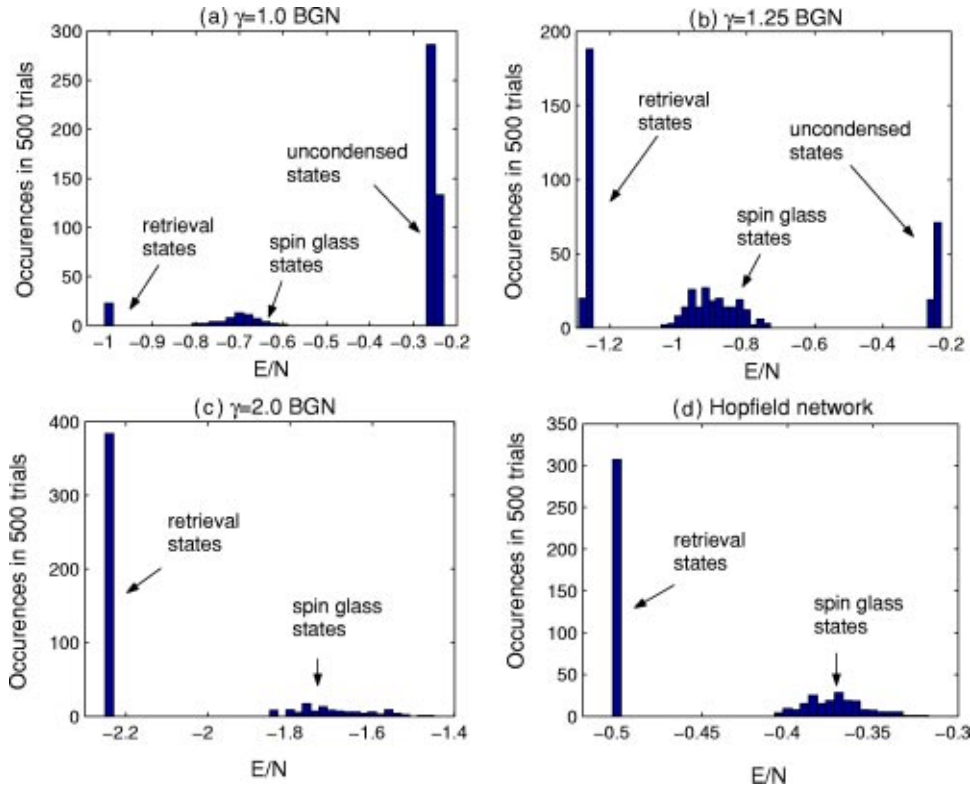 (a) γ=1.0 BGN
300
250
200
150
100
50
0
Occurences in 500 trials
retrieval
states
spin glass
states
uncondensed
states
−1 −0.9 −0.8 −0.7 −0.6 −0.5 −0.4 −0.3 −0.2
E/N
(b) γ=1.25 BGN
200
150
100
50
0
Occurences in 500 trials
retrieval
states
uncondensed
states
spin glass
states
−1.2 −1 −0.8 −0.6 −0.4 −0.2
E/N
(c) γ=2.0 BGN
400
300
200
100
0
Occurences in 500 trials
retrieval
states
spin glass
states
−2.2 −2 −1.8 −1.6 −1.4
E/N
(d) Hopfield network
350
300
250
200
150
100
50
0
Occurences in 500 trials
retrieval
states
spin glass
states
−0.5 −0.45 −0.4 −0.35 −0.3
E/N